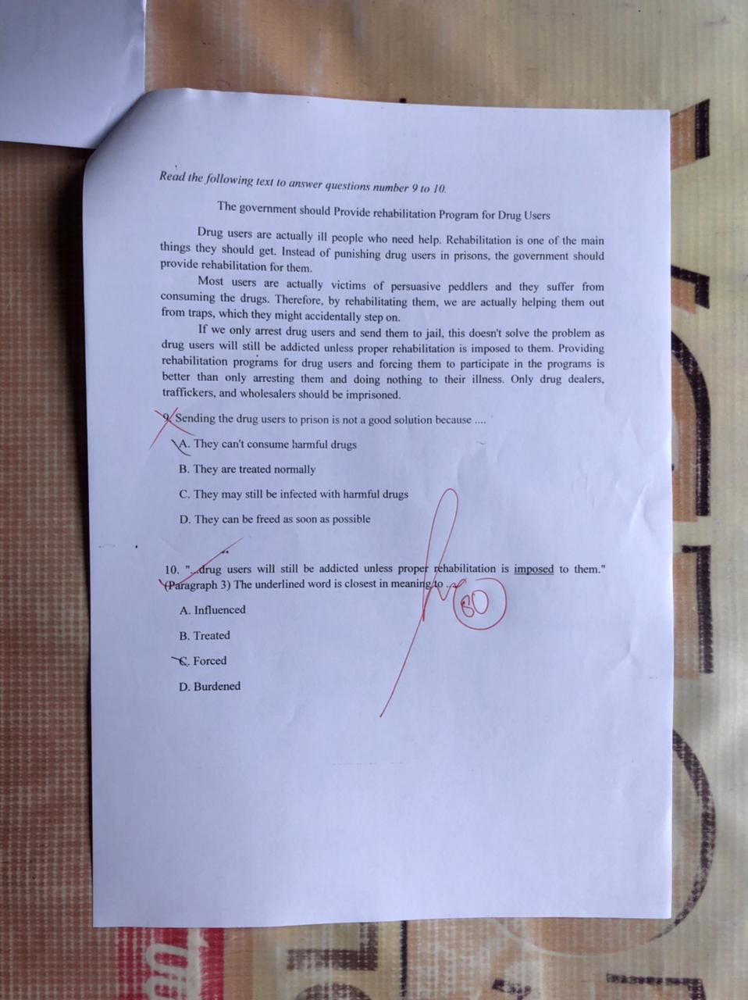 Read the following text to answer questions number 9 to 10.
The government should Provide rehabilitation Program for Drug Users
Drug users are actually ill people who need help. Rehabilitation is one of the main
things they should get. Instead of punishing drug users in prisons, the government should
provide rehabilitation for them.
Most users are actually victims of persuasive peddlers and they suffer from
consuming the drugs. Therefore, by rehabilitating them, we are actually helping them out
from traps, which they might accidentally step on.
If we only arrest drug users and send them to jail, this doesn't solve the problem as
drug users will still be addicted unless proper rehabilitation is imposed to them. Providing
rehabilitation programs for drug users and forcing them to participate in the programs is
better than only arresting them and doing nothing to their illness. Only drug dealers,
traffickers, and wholesalers should be imprisoned.
9. Sending the drug users to prison is not a good solution because ....
A. They can't consume harmful drugs
B. They are treated normally
C. They may still be infected with harmful drugs
D. They can be freed as soon as possible
10. "...drug users will still be addicted unless proper rehabilitation is imposed to them."
(Paragraph 3) The underlined word is closest in meaning to ...
A. Influenced
B. Treated
C. Forced
D. Burdened